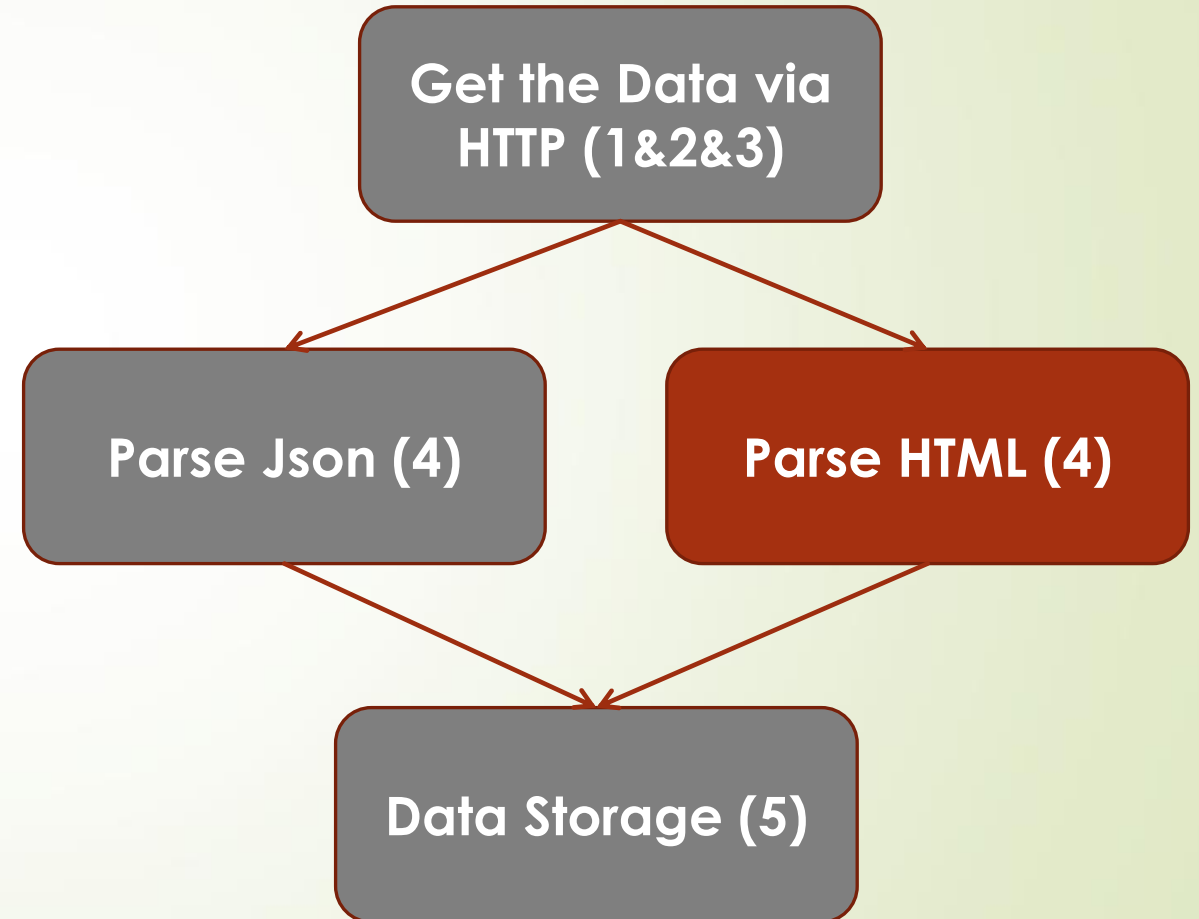 Get the Data via
HTTP (1&2&3)
Parse Json (4)
Parse HTML (4)
Data Storage (5)